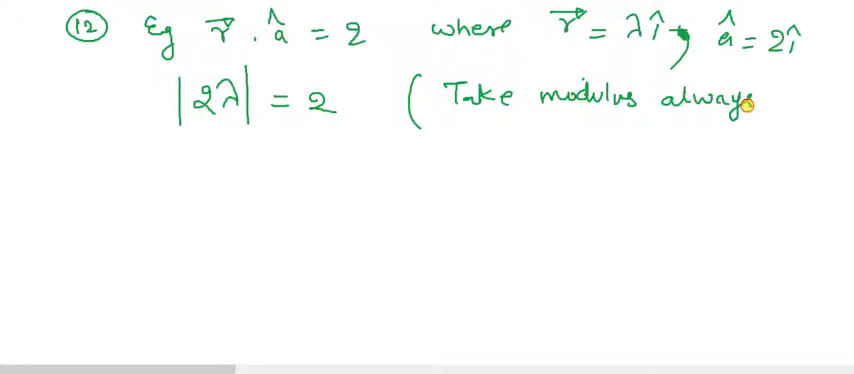 ⑫ Eg r⃗ . â = 2 where r⃗ = λî, â = 2î
|2λ| = 2 ( Take modulus always